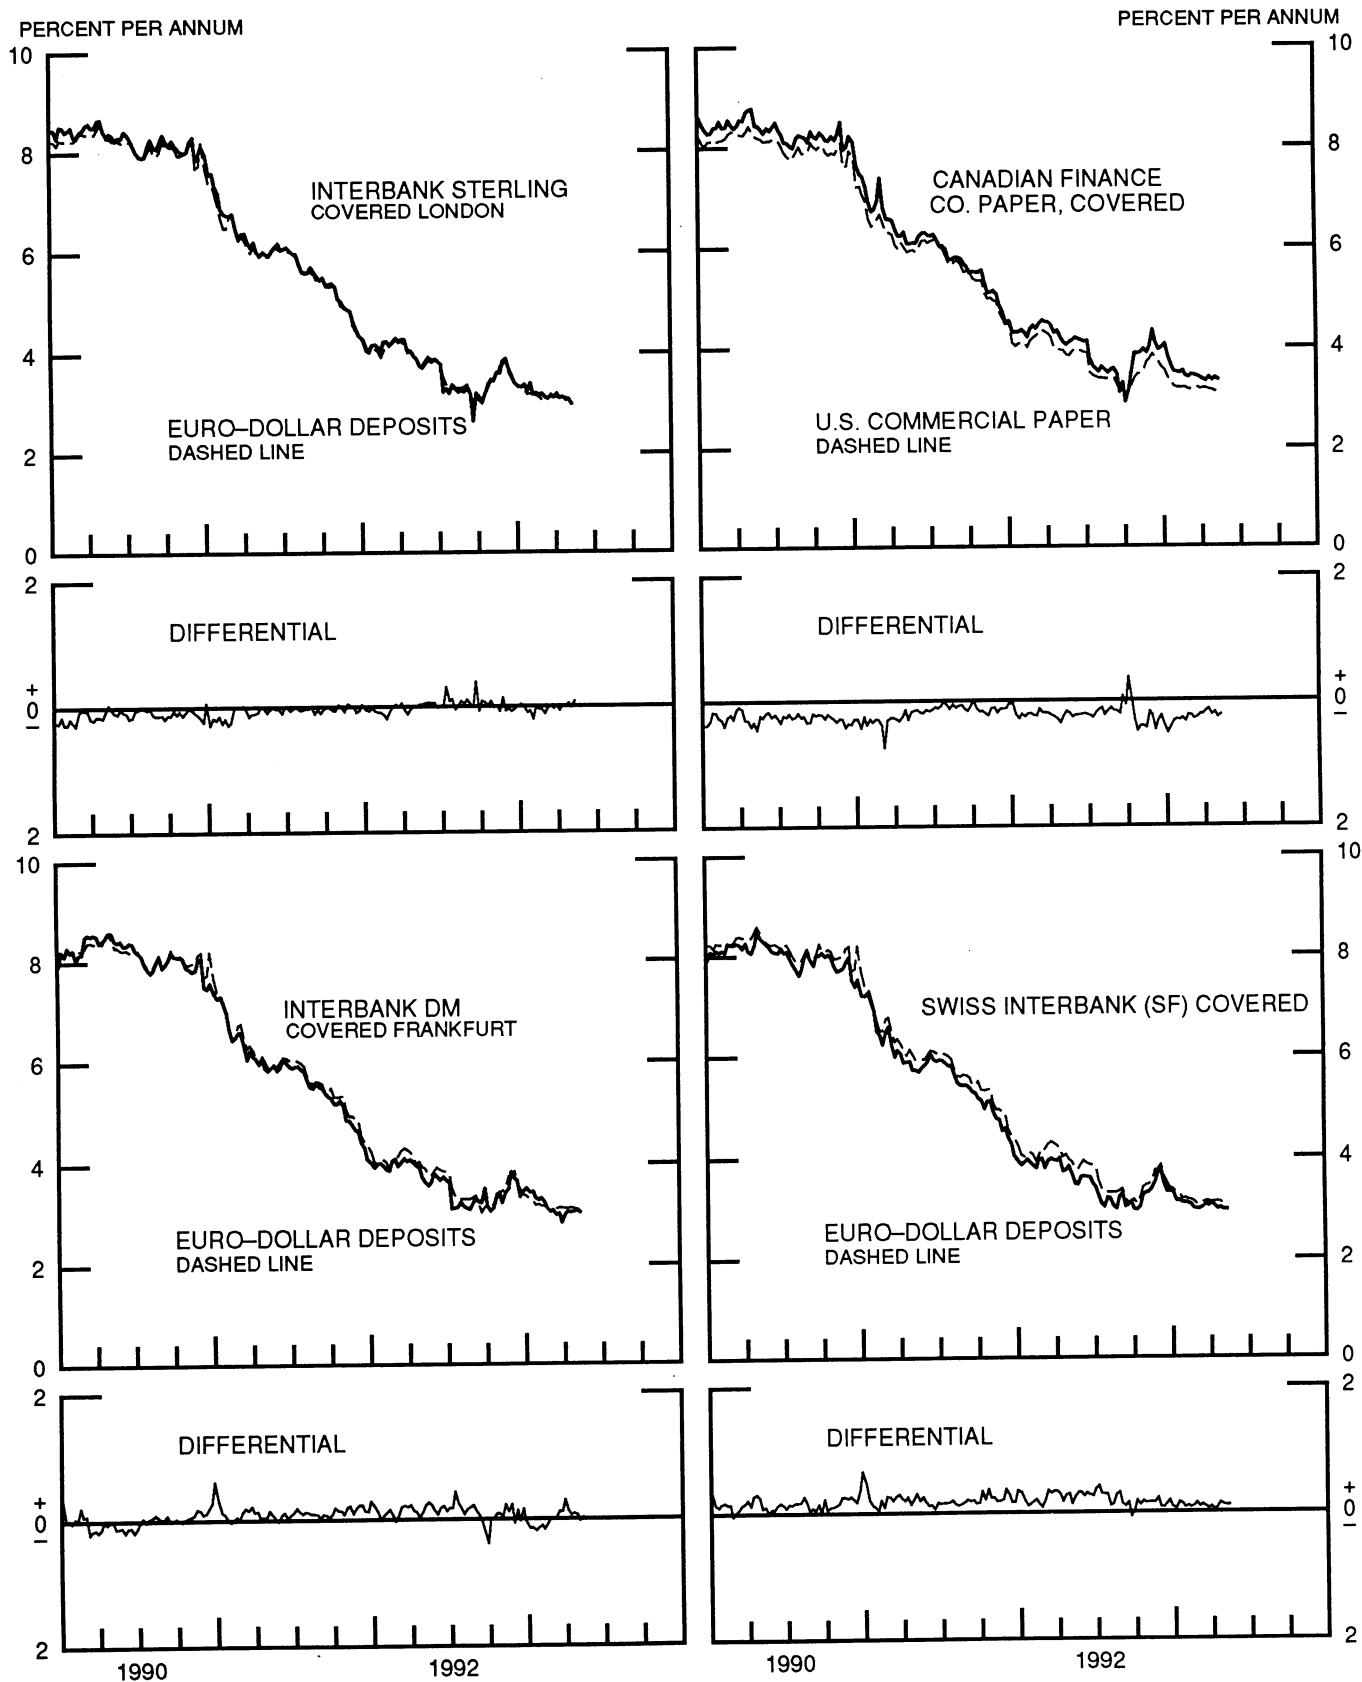 PERCENT PER ANNUM
10
8
6
4
2
0
INTERBANK STERLING
COVERED LONDON
EURO–DOLLAR DEPOSITS
DASHED LINE
PERCENT PER ANNUM
10
8
6
4
2
0
CANADIAN FINANCE
CO. PAPER, COVERED
U.S. COMMERCIAL PAPER
DASHED LINE
2
DIFFERENTIAL
+
0
–
2
2
DIFFERENTIAL
+
0
–
2
10
8
6
4
2
0
INTERBANK DM
COVERED FRANKFURT
EURO–DOLLAR DEPOSITS
DASHED LINE
10
8
6
4
2
0
SWISS INTERBANK (SF) COVERED
EURO–DOLLAR DEPOSITS
DASHED LINE
2
DIFFERENTIAL
+
0
–
2
1990 1992
2
DIFFERENTIAL
+
0
–
2
1990 1992